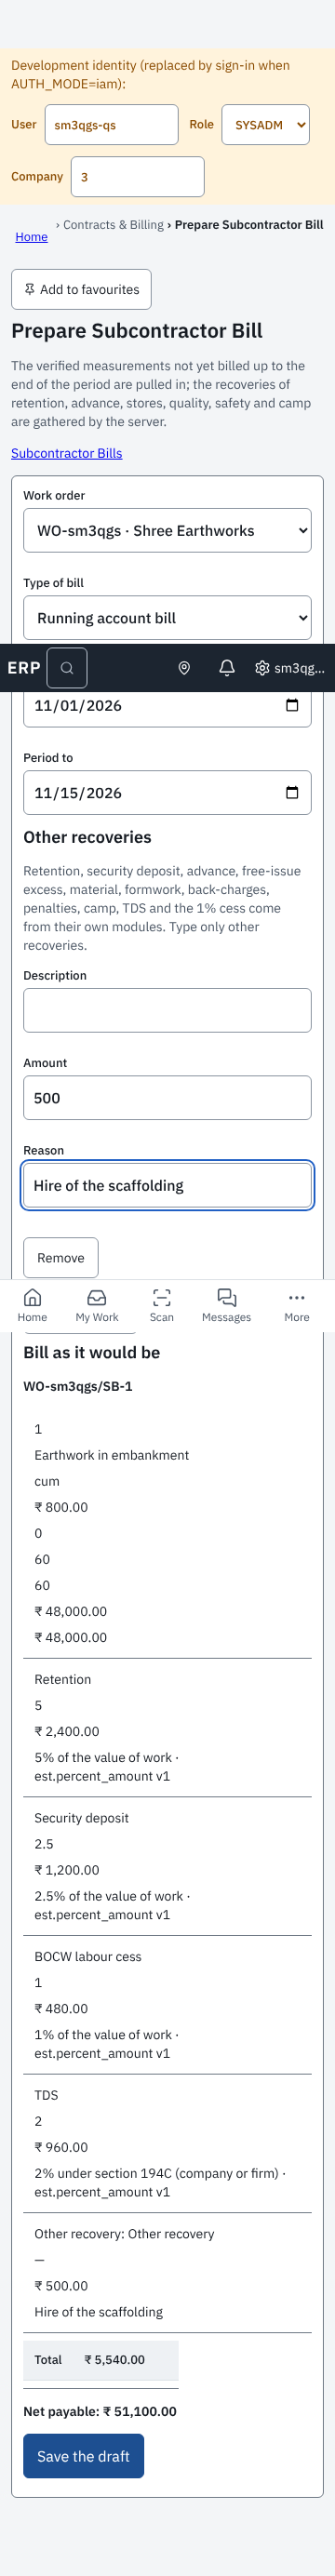 Development identity (replaced by sign-in when
AUTH_MODE=iam):
User sm3qgs-qs Role SYSADM
Company 3
Home › Contracts & Billing › Prepare Subcontractor Bill
Add to favourites
Prepare Subcontractor Bill
The verified measurements not yet billed up to the
end of the period are pulled in; the recoveries of
retention, advance, stores, quality, safety and camp
are gathered by the server.
Subcontractor Bills
Work order
WO-sm3qgs · Shree Earthworks
Type of bill
Running account bill
ERP sm3qg...
11/01/2026
Period to
11/15/2026
Other recoveries
Retention, security deposit, advance, free-issue
excess, material, formwork, back-charges,
penalties, camp, TDS and the 1% cess come
from their own modules. Type only other
recoveries.
Description
Amount
500
Reason
Hire of the scaffolding
Remove
Home My Work Scan Messages More
Bill as it would be
WO-sm3qgs/SB-1
1
Earthwork in embankment
cum
₹ 800.00
0
60
60
₹ 48,000.00
₹ 48,000.00
Retention
5
₹ 2,400.00
5% of the value of work ·
est.percent_amount v1
Security deposit
2.5
₹ 1,200.00
2.5% of the value of work ·
est.percent_amount v1
BOCW labour cess
1
₹ 480.00
1% of the value of work ·
est.percent_amount v1
TDS
2
₹ 960.00
2% under section 194C (company or firm) ·
est.percent_amount v1
Other recovery: Other recovery
—
₹ 500.00
Hire of the scaffolding
Total ₹ 5,540.00
Net payable: ₹ 51,100.00
Save the draft